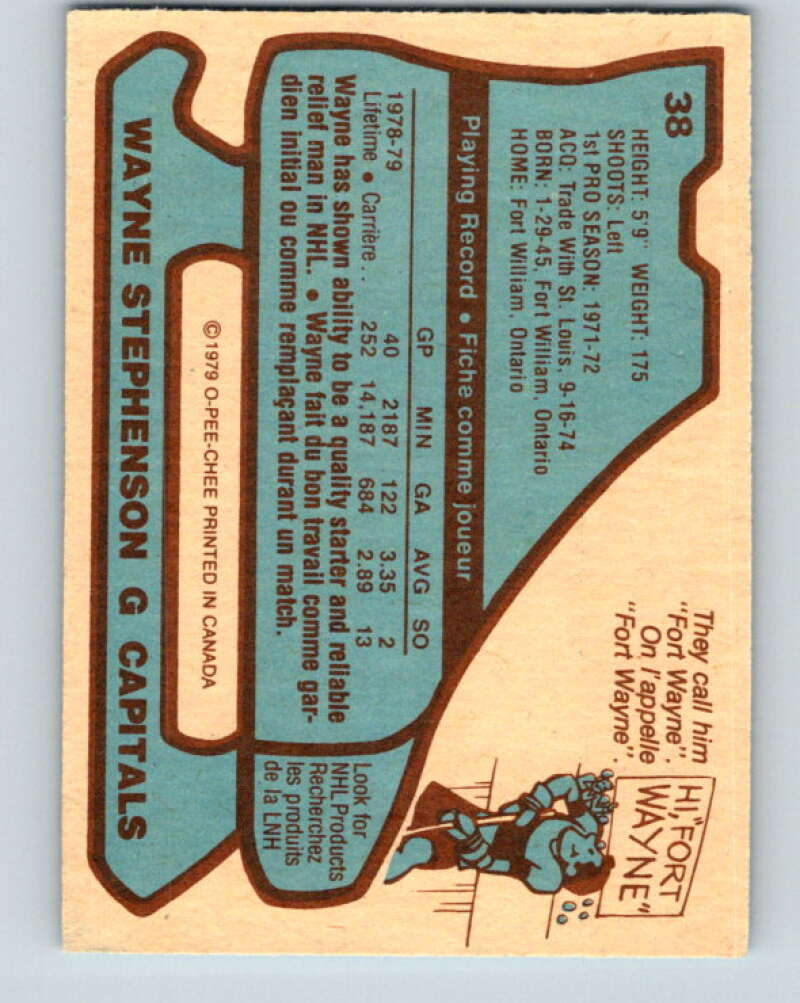 38
HEIGHT: 5'9" WEIGHT: 175
SHOOTS: Left
1st PRO SEASON: 1971-72
ACQ: Trade With St. Louis, 9-16-74
BORN: 1-29-45, Fort William, Ontario
HOME: Fort William, Ontario
They call him
"Fort Wayne".
On l'appelle
"Fort Wayne".
HI, "FORT
WAYNE"
Playing Record • Fiche comme joueur
GP MIN GA AVG SO
1978-79 40 2187 122 3.35 2
Lifetime • Carrière . . 252 14,187 684 2.89 13
Wayne has shown ability to be a quality starter and reliable
relief man in NHL. • Wayne fait du bon travail comme gar-
dien initial ou comme remplaçant durant un match.
Look for
NHL Products
Recherchez
les produits
de la LNH
©1979 O-PEE-CHEE PRINTED IN CANADA
WAYNE STEPHENSON G CAPITALS